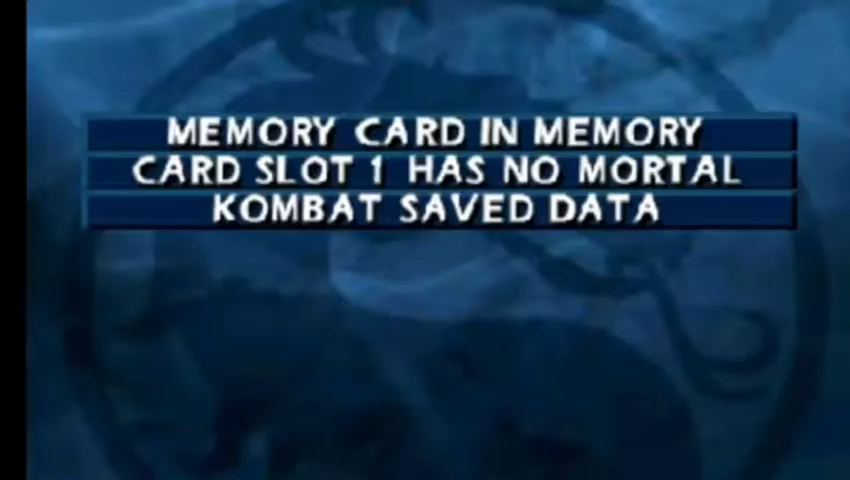 MEMORY CARD IN MEMORY
CARD SLOT 1 HAS NO MORTAL
KOMBAT SAVED DATA